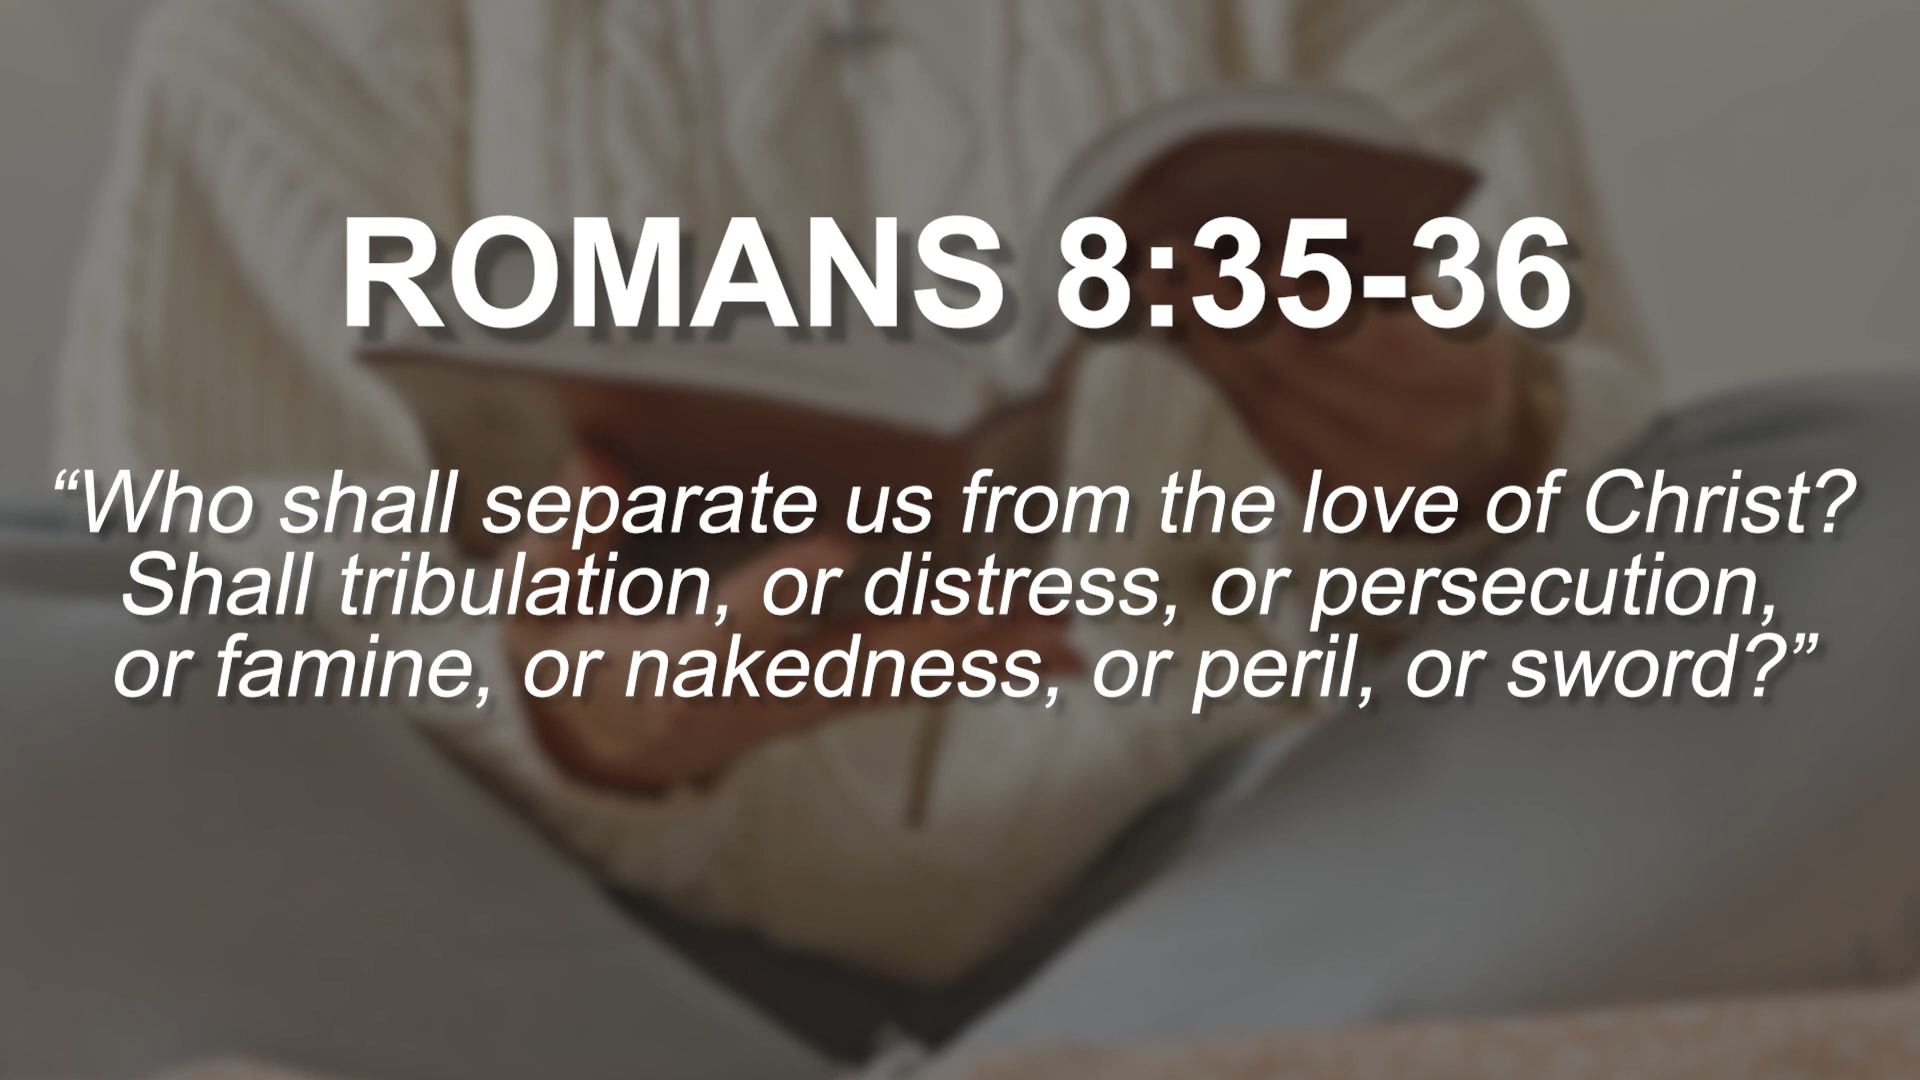 ROMANS 8:35-36
“Who shall separate us from the love of Christ?
Shall tribulation, or distress, or persecution,
or famine, or nakedness, or peril, or sword?”